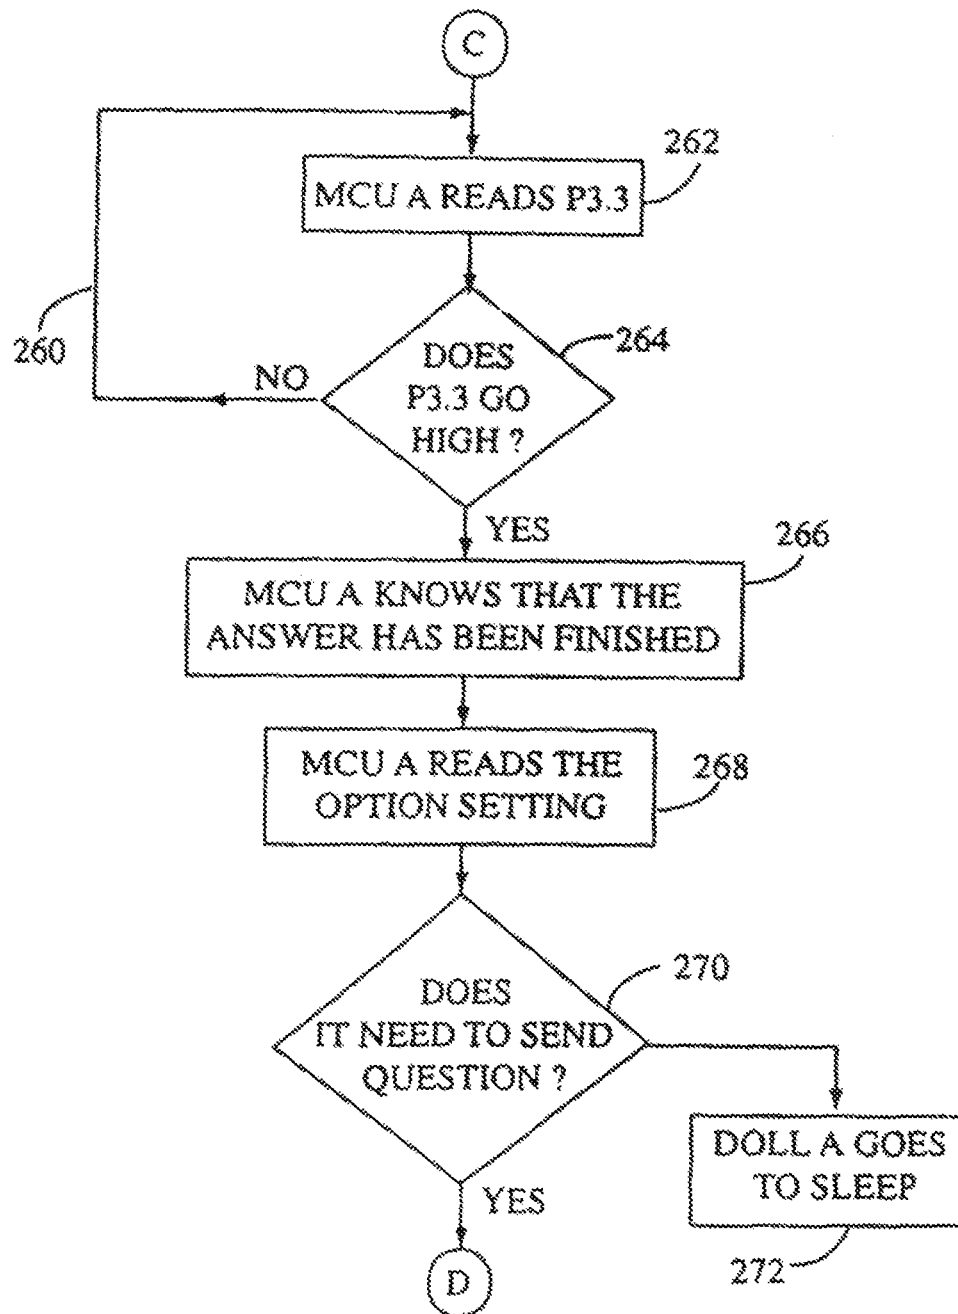 C
262
MCU A READS P3.3
260
264
DOES
P3.3 GO
HIGH ?
NO
YES
266
MCU A KNOWS THAT THE
ANSWER HAS BEEN FINISHED
268
MCU A READS THE
OPTION SETTING
270
DOES
IT NEED TO SEND
QUESTION ?
DOLL A GOES
TO SLEEP
272
YES
D